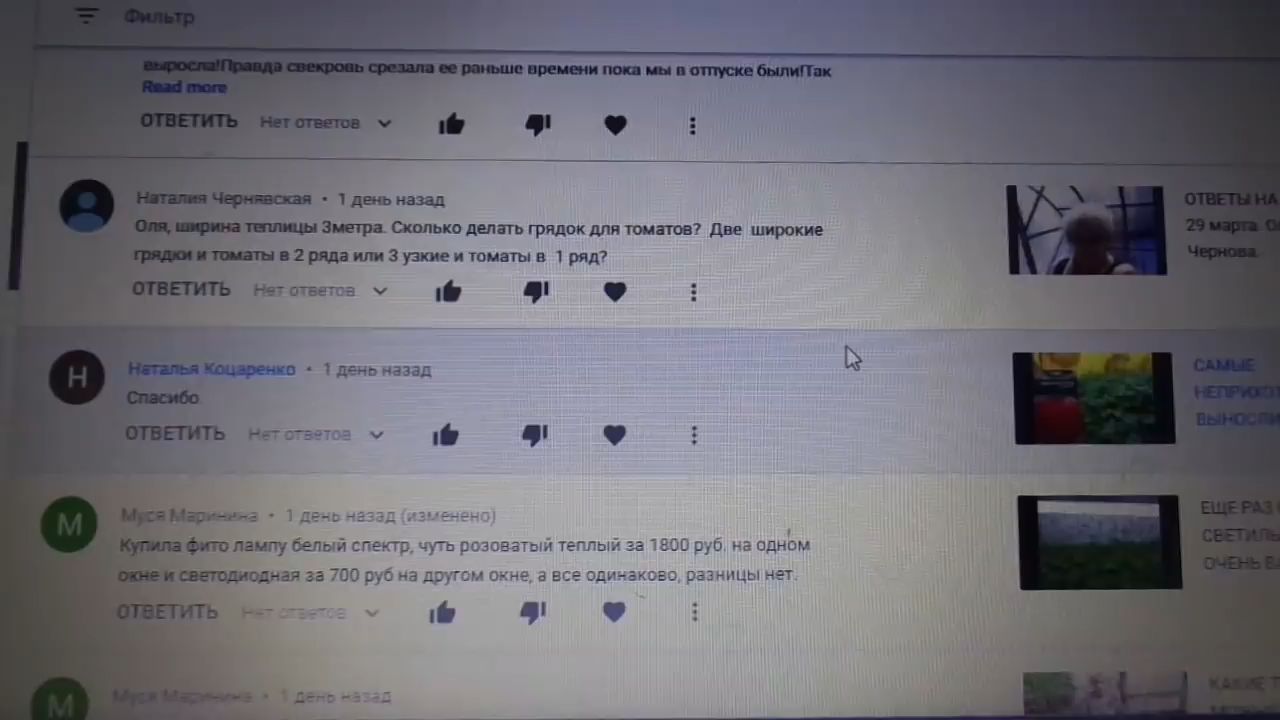 Фильтр
выросла!Правда свекровь срезала ее раньше времени пока мы в отпуске были!Так
Read more
ОТВЕТИТЬ Нет ответов
Наталия Чернявская • 1 день назад
Оля, ширина теплицы 3метра. Сколько делать грядок для томатов? Две широкие
грядки и томаты в 2 ряда или 3 узкие и томаты в 1 ряд?
ОТВЕТИТЬ Нет ответов
ОТВЕТЫ НА
29 марта.
Чернова.
Н
Наталья Коцаренко • 1 день назад
Спасибо.
ОТВЕТИТЬ Нет ответов
САМЫЕ
М
Муся Маринина • 1 день назад (изменено)
Купила фито лампу белый спектр, чуть розоватый теплый за 1800 руб. на одном
окне и светодиодная за 700 руб на другом окне, а все одинаково, разницы нет.
ОТВЕТИТЬ Нет ответов
ЕЩЕ РАЗ
ОЧЕНЬ
М
Муся Маринина • 1 день назад
КАКИЕ